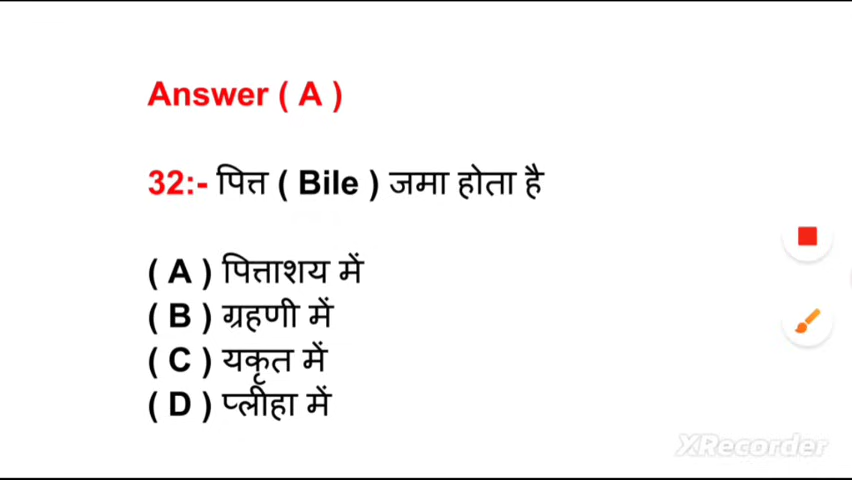 Answer ( A )
32:- पित्त ( Bile ) जमा होता है
( A ) पित्ताशय में
( B ) ग्रहणी में
( C ) यकृत में
( D ) प्लीहा में
XRecorder